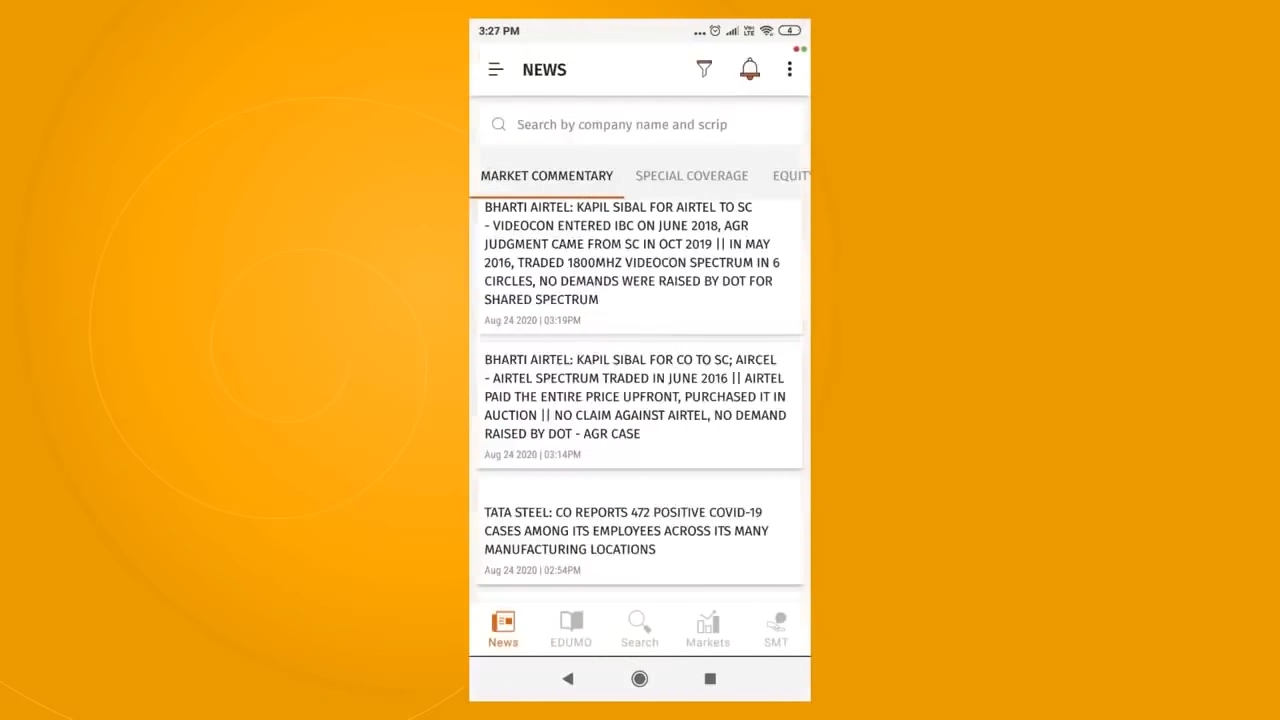 3:27 PM
Vo)
LTE
4
NEWS
Search by company name and scrip
MARKET COMMENTARY
SPECIAL COVERAGE
EQUIT
BHARTI AIRTEL: KAPIL SIBAL FOR AIRTEL TO SC
- VIDEOCON ENTERED IBC ON JUNE 2018, AGR
JUDGMENT CAME FROM SC IN OCT 2019 || IN MAY
2016, TRADED 1800MHZ VIDEOCON SPECTRUM IN 6
CIRCLES, NO DEMANDS WERE RAISED BY DOT FOR
SHARED SPECTRUM
Aug 24 2020 | 03:19PM
BHARTI AIRTEL: KAPIL SIBAL FOR CO TO SC; AIRCEL
- AIRTEL SPECTRUM TRADED IN JUNE 2016 || AIRTEL
PAID THE ENTIRE PRICE UPFRONT, PURCHASED IT IN
AUCTION || NO CLAIM AGAINST AIRTEL, NO DEMAND
RAISED BY DOT - AGR CASE
Aug 24 2020 | 03:14PM
TATA STEEL: CO REPORTS 472 POSITIVE COVID-19
CASES AMONG ITS EMPLOYEES ACROSS ITS MANY
MANUFACTURING LOCATIONS
Aug 24 2020 | 02:54PM
News
EDUMO
Search
Markets
SMT